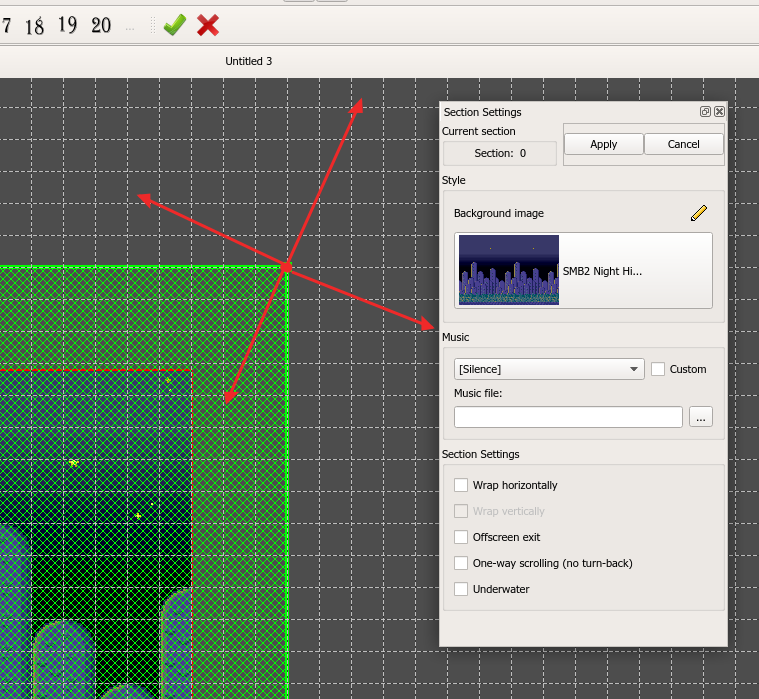 7 18 19 20 ...
Untitled 3
Section Settings
Current section
Section: 0
Apply
Cancel
Style
Background image
SMB2 Night Hi...
Music
[Silence]
Custom
Music file:
...
Section Settings
Wrap horizontally
Wrap vertically
Offscreen exit
One-way scrolling (no turn-back)
Underwater